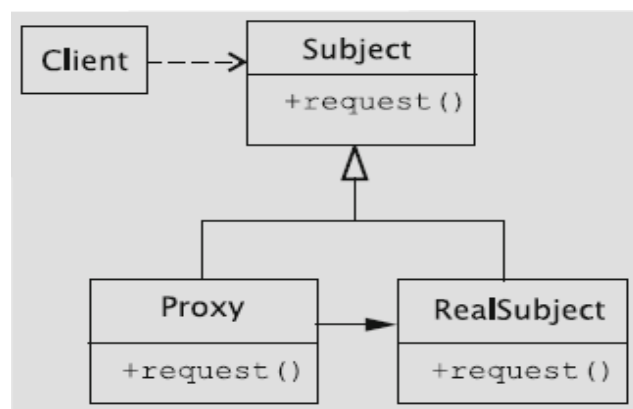 Client
Subject
+request()
Proxy
+request()
RealSubject
+request()